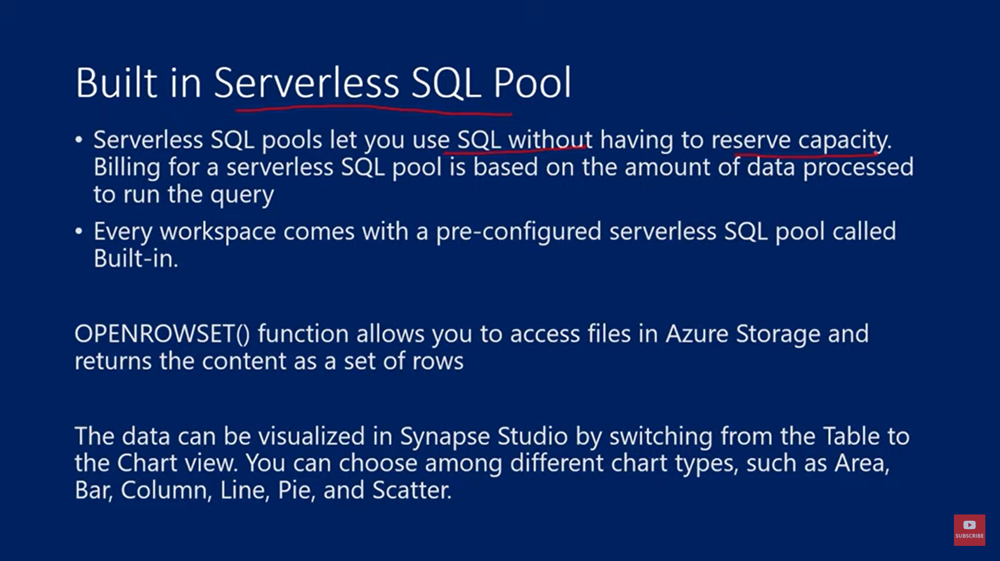 Built in Serverless SQL Pool
• Serverless SQL pools let you use SQL without having to reserve capacity.
Billing for a serverless SQL pool is based on the amount of data processed
to run the query
• Every workspace comes with a pre-configured serverless SQL pool called
Built-in.
OPENROWSET() function allows you to access files in Azure Storage and
returns the content as a set of rows
The data can be visualized in Synapse Studio by switching from the Table to
the Chart view. You can choose among different chart types, such as Area,
Bar, Column, Line, Pie, and Scatter.
SUBSCRIBE